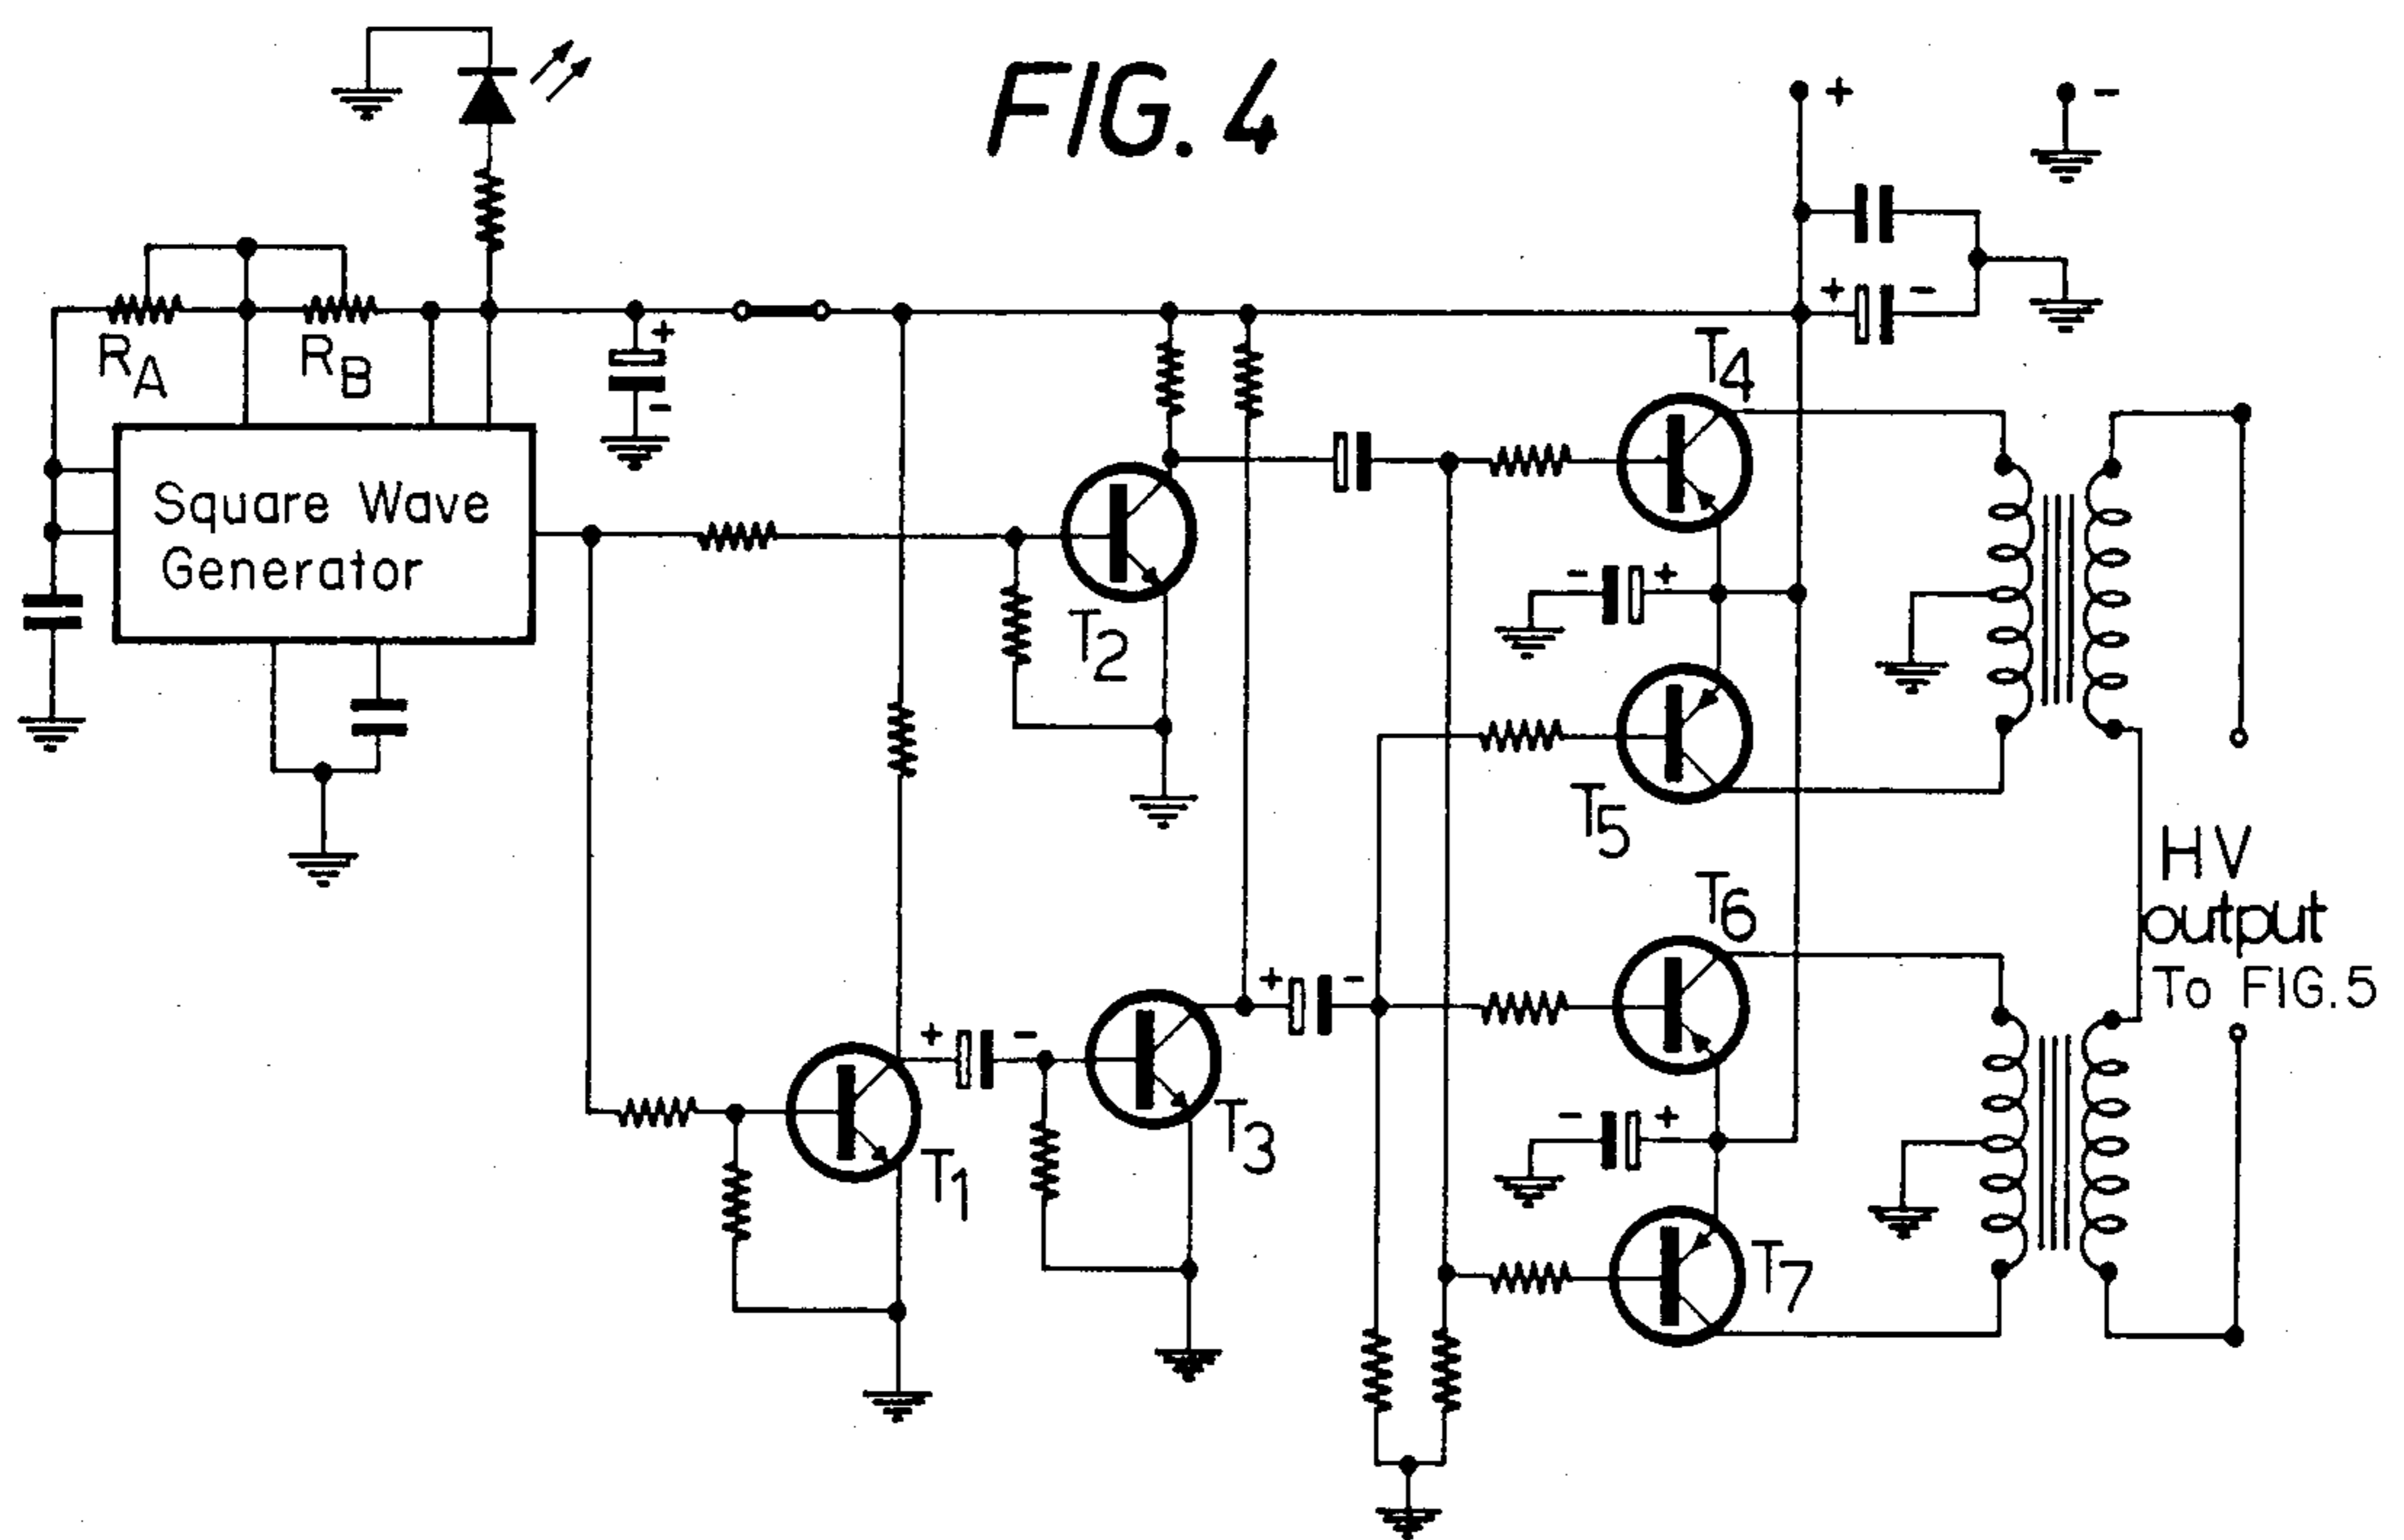 FIG. 4
+
-
+ -
RA
RB
+
-
T4
Square Wave
Generator
- +
T2
T5
HV
output
To FIG. 5
T6
+ -
+ -
T3
T1
- +
T7